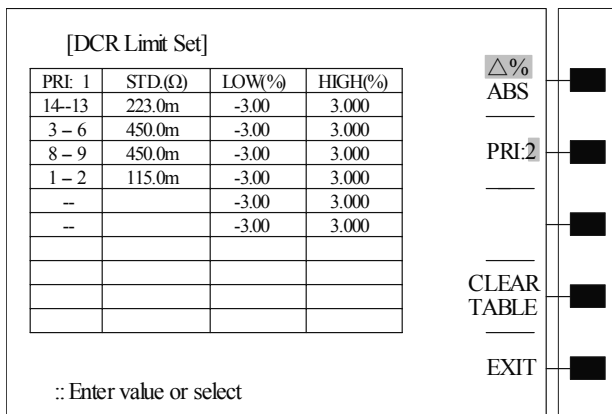 [DCR Limit Set]
PRI: 1 STD.(Ω) LOW(%) HIGH(%)
14--13 223.0m -3.00 3.000
3 – 6 450.0m -3.00 3.000
8 – 9 450.0m -3.00 3.000
1 – 2 115.0m -3.00 3.000
-- -3.00 3.000
-- -3.00 3.000
:: Enter value or select
△%
ABS
PRI:2
CLEAR
TABLE
EXIT